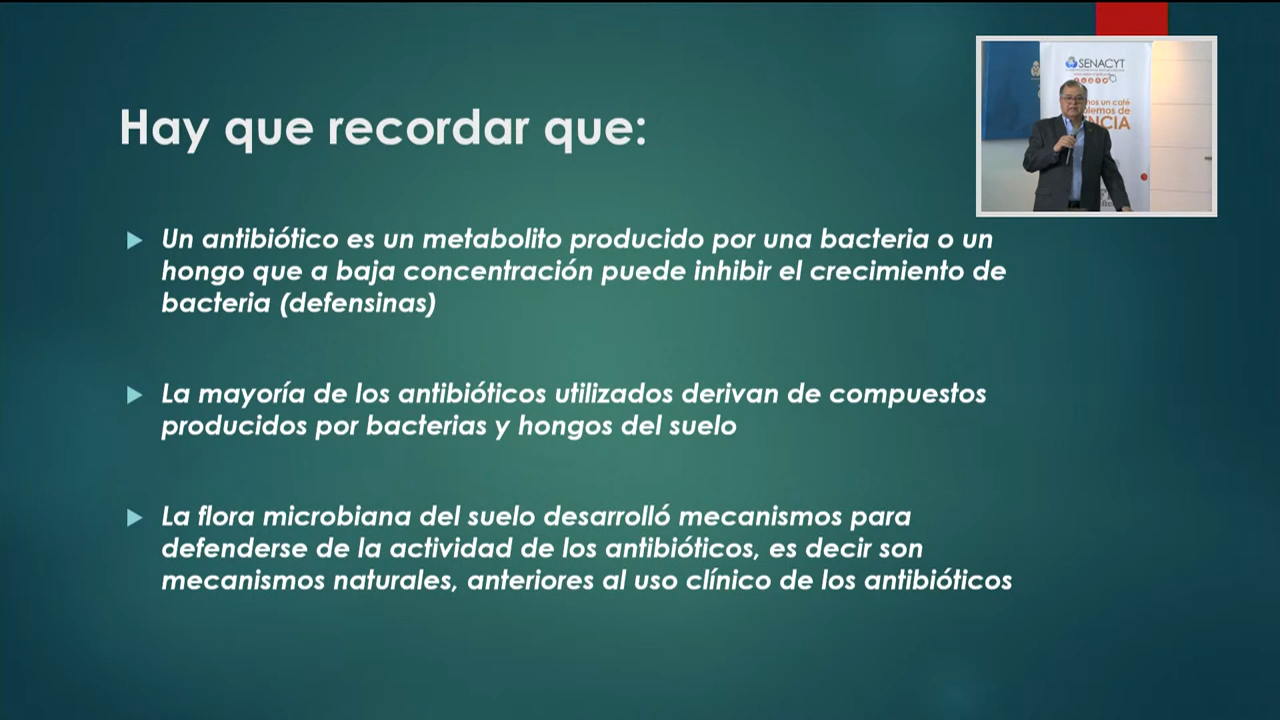 Hay que recordar que:
Un antibiótico es un metabolito producido por una bacteria o un
hongo que a baja concentración puede inhibir el crecimiento de
bacteria (defensinas)
La mayoría de los antibióticos utilizados derivan de compuestos
producidos por bacterias y hongos del suelo
La flora microbiana del suelo desarrolló mecanismos para
defenderse de la actividad de los antibióticos, es decir son
mecanismos naturales, anteriores al uso clínico de los antibióticos
SENACYT
un café
de